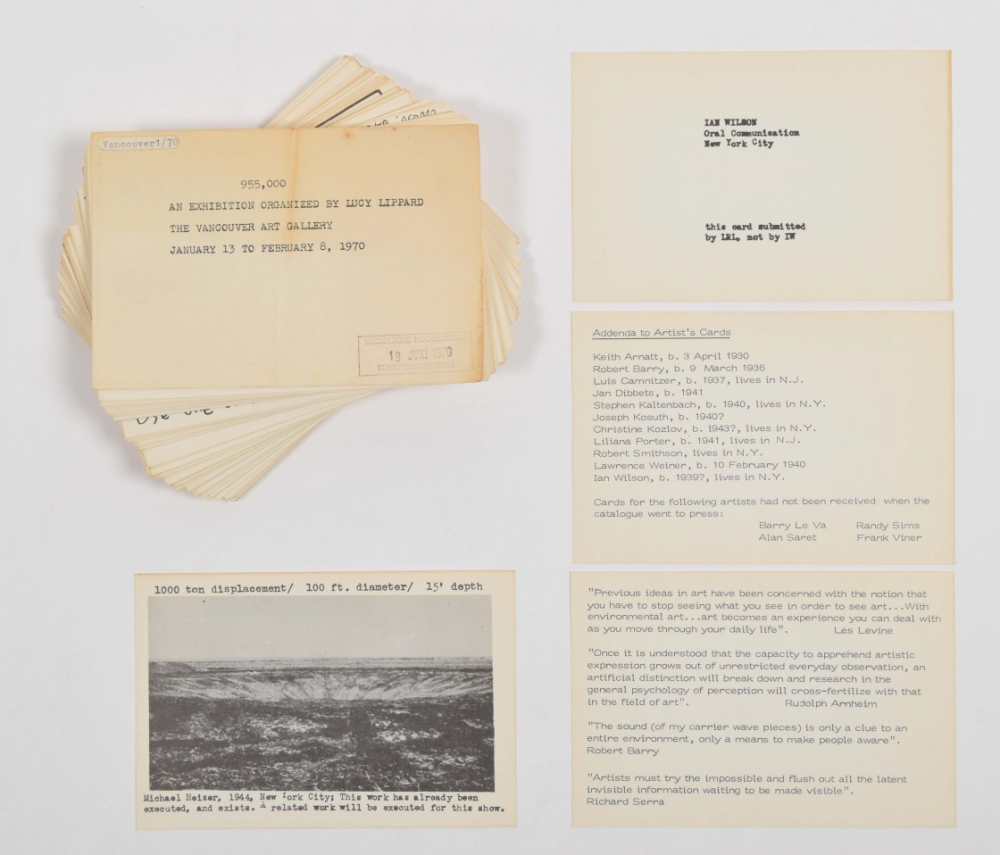 Vancouver1/70
955,000
AN EXHIBITION ORGANIZED BY LUCY LIPPARD
THE VANCOUVER ART GALLERY
JANUARY 13 TO FEBRUARY 8, 1970
18 JUNI 1970
IAN WILSON
Oral Communication
New York City
this card submitted
by LRL, not by IW
Addenda to Artist's Cards
Keith Arnatt, b. 3 April 1930
Robert Barry, b. 9 March 1936
Luis Camnitzer, b. 1937, lives in N.J.
Jan Dibbets, b. 1941
Stephen Kaltenbach, b. 1940, lives in N.Y.
Joseph Kosuth, b. 1940?
Christine Kozlov, b. 1943?, lives in N.Y.
Liliana Porter, b. 1941, lives in N.J.
Robert Smithson, lives in N.Y.
Lawrence Weiner, b. 10 February 1940
Ian Wilson, b. 1939?, lives in N.Y.
Cards for the following artists had not been received when the
catalogue went to press:
Barry Le Va Randy Sims
Alan Saret Frank Viner
1000 ton displacement/ 100 ft. diameter/ 15' depth
Michael Heizer, 1944, New York City; This work has already been
executed, and exists. A related work will be executed for this show.
"Previous ideas in art have been concerned with the notion that
you have to stop seeing what you see in order to see art...With
environmental art...art becomes an experience you can deal with
as you move through your daily life". Les Levine
"Once it is understood that the capacity to apprehend artistic
expression grows out of unrestricted everyday observation, an
artificial distinction will break down and research in the
general psychology of perception will cross-fertilize with that
in the field of art". Rudolph Arnheim
"The sound (of my carrier wave pieces) is only a clue to an
entire environment, only a means to make people aware".
Robert Barry
"Artists must try the impossible and flush out all the latent
invisible information waiting to be made visible".
Richard Serra